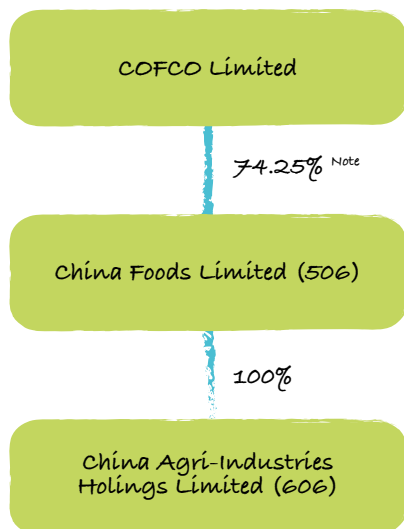 COFCO Limited
74.25% Note
China Foods Limited (506)
100%
China Agri-Industries
Holings Limited (606)